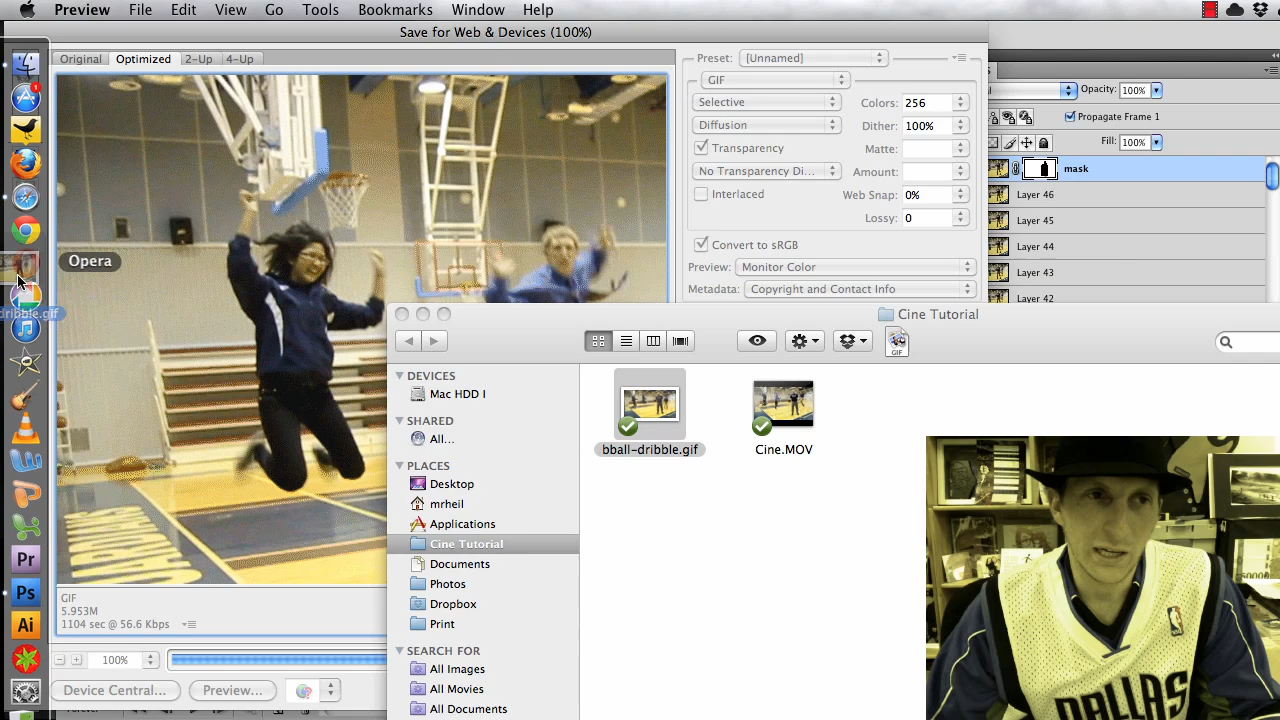 Preview File Edit View Go Tools Bookmarks Window Help
Save for Web & Devices (100%)
Original Optimized 2-Up 4-Up
Preset: [Unnamed]
GIF
Selective Colors: 256
Diffusion Dither: 100%
Transparency Matte:
No Transparency Di... Amount:
Interlaced Web Snap: 0%
Lossy: 0
Convert to sRGB
Preview: Monitor Color
Metadata: Copyright and Contact Info
Opacity: 100%
Propagate Frame 1
Fill: 100%
mask
Layer 46
Layer 45
Layer 44
Layer 43
Layer 42
1
Opera
dribble.gif
Pr
Ps
Ai
GIF
5.953M
1104 sec @ 56.6 Kbps
100%
Device Central... Preview...
Forever
Cine Tutorial
GIF
DEVICES
Mac HDD I
SHARED
All...
PLACES
Desktop
mrheil
Applications
Cine Tutorial
Documents
Photos
Dropbox
Print
SEARCH FOR
All Images
All Movies
All Documents
bball-dribble.gif Cine.MOV
DALLAS